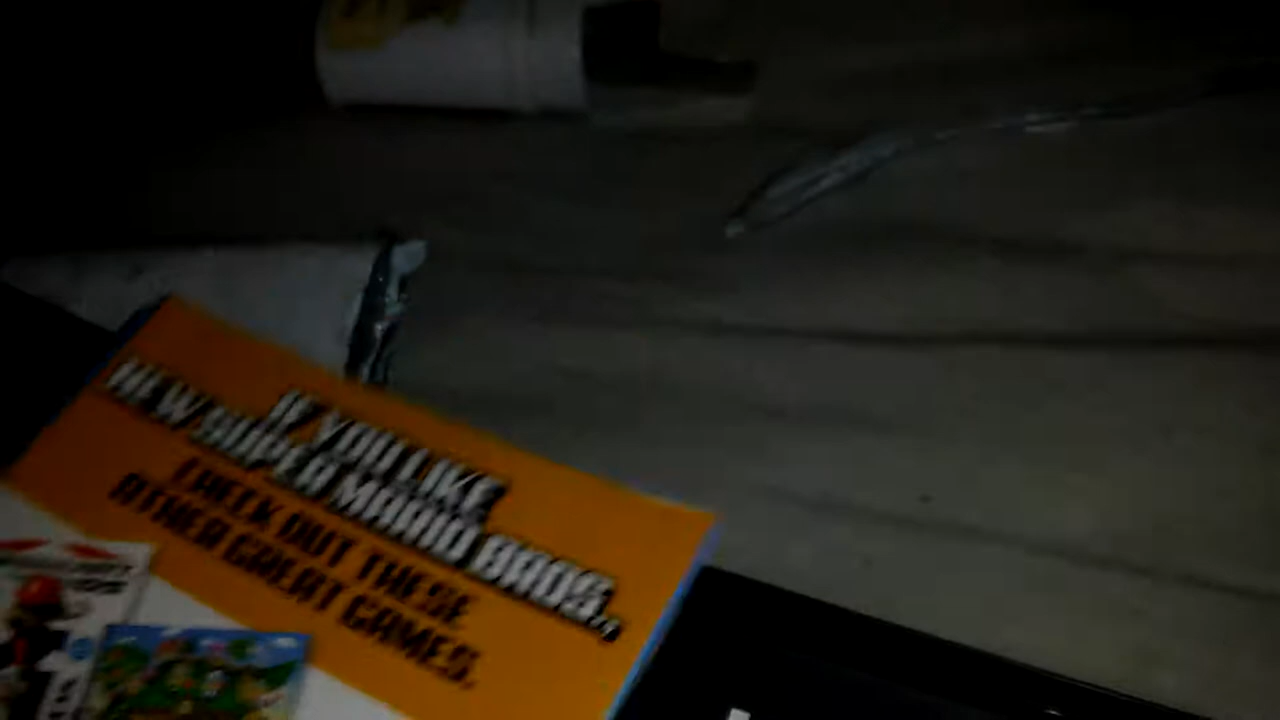 IF YOU LIKE
NEW SUPER MARIO BROS.,
CHECK OUT THESE
OTHER GREAT GAMES.